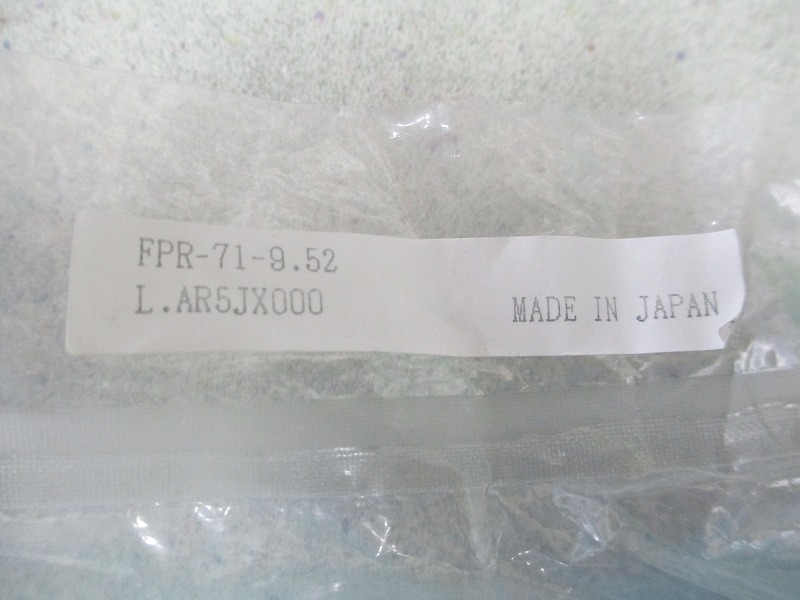 FPR-71-9.52
L.AR5JX000
MADE IN JAPAN